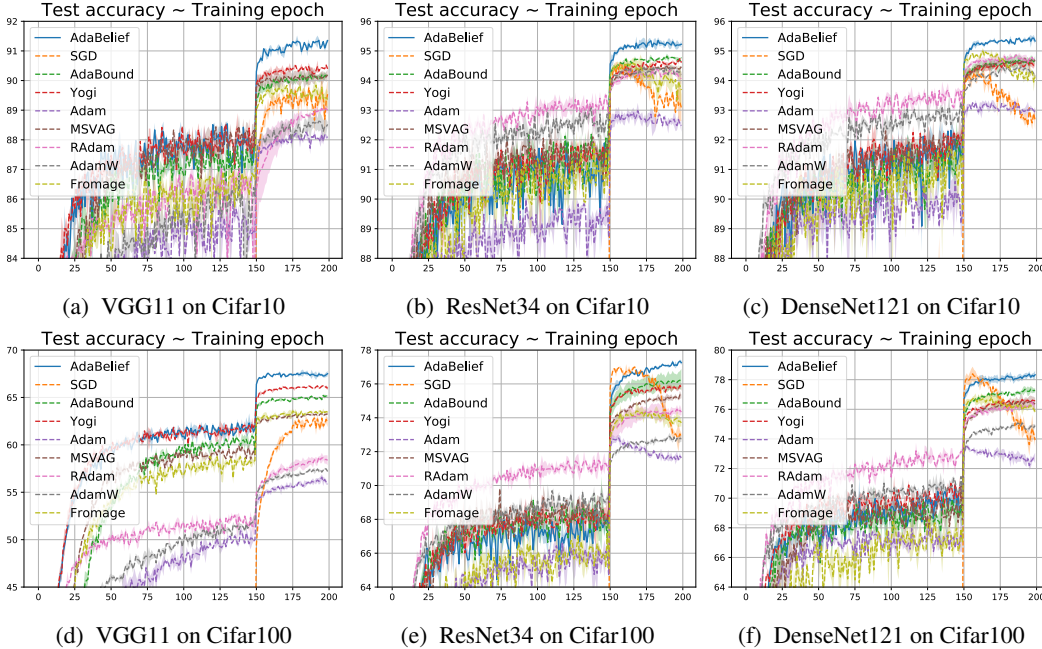 Test accuracy ~ Training epoch
92
91
90
89
88
87
86
85
84
0 25 50 75 100 125 150 175 200
AdaBelief
SGD
AdaBound
Yogi
Adam
MSVAG
RAdam
AdamW
Fromage
(a) VGG11 on Cifar10
Test accuracy ~ Training epoch
96
95
94
93
92
91
90
89
88
0 25 50 75 100 125 150 175 200
AdaBelief
SGD
AdaBound
Yogi
Adam
MSVAG
RAdam
AdamW
Fromage
(b) ResNet34 on Cifar10
Test accuracy ~ Training epoch
96
95
94
93
92
91
90
89
88
0 25 50 75 100 125 150 175 200
AdaBelief
SGD
AdaBound
Yogi
Adam
MSVAG
RAdam
AdamW
Fromage
(c) DenseNet121 on Cifar10
Test accuracy ~ Training epoch
70
65
60
55
50
45
0 25 50 75 100 125 150 175 200
AdaBelief
SGD
AdaBound
Yogi
Adam
MSVAG
RAdam
AdamW
Fromage
(d) VGG11 on Cifar100
Test accuracy ~ Training epoch
78
76
74
72
70
68
66
64
0 25 50 75 100 125 150 175 200
AdaBelief
SGD
AdaBound
Yogi
Adam
MSVAG
RAdam
AdamW
Fromage
(e) ResNet34 on Cifar100
Test accuracy ~ Training epoch
80
78
76
74
72
70
68
66
64
0 25 50 75 100 125 150 175 200
AdaBelief
SGD
AdaBound
Yogi
Adam
MSVAG
RAdam
AdamW
Fromage
(f) DenseNet121 on Cifar100